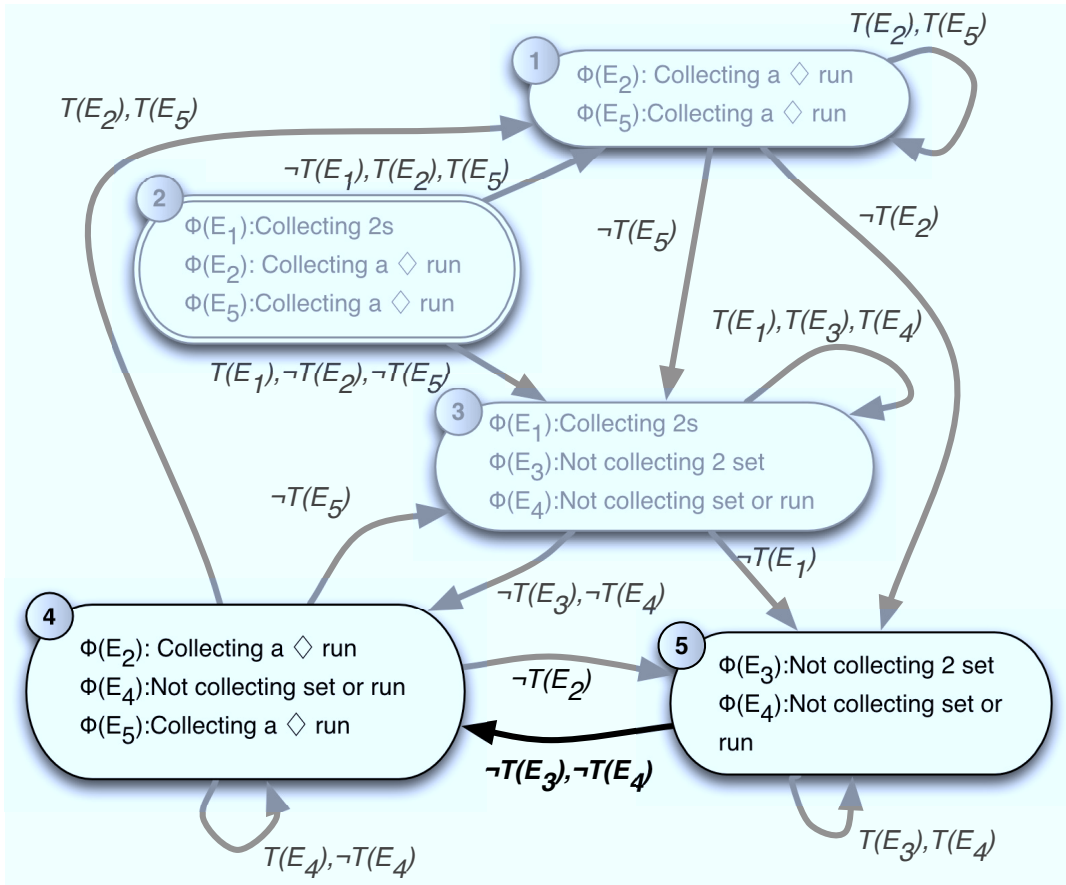 T(E2),T(E5)
1
Φ(E2): Collecting a ◇ run
Φ(E5):Collecting a ◇ run
T(E2),T(E5)
¬T(E1),T(E2),T(E5)
2
Φ(E1):Collecting 2s
Φ(E2): Collecting a ◇ run
Φ(E5):Collecting a ◇ run
¬T(E5)
¬T(E2)
T(E1),T(E3),T(E4)
T(E1),¬T(E2),¬T(E5)
3
Φ(E1):Collecting 2s
Φ(E3):Not collecting 2 set
Φ(E4):Not collecting set or run
¬T(E5)
¬T(E1)
¬T(E3),¬T(E4)
4
Φ(E2): Collecting a ◇ run
Φ(E4):Not collecting set or run
Φ(E5):Collecting a ◇ run
¬T(E2)
5
Φ(E3):Not collecting 2 set
Φ(E4):Not collecting set or
run
¬T(E3),¬T(E4)
T(E4),¬T(E4)
T(E3),T(E4)